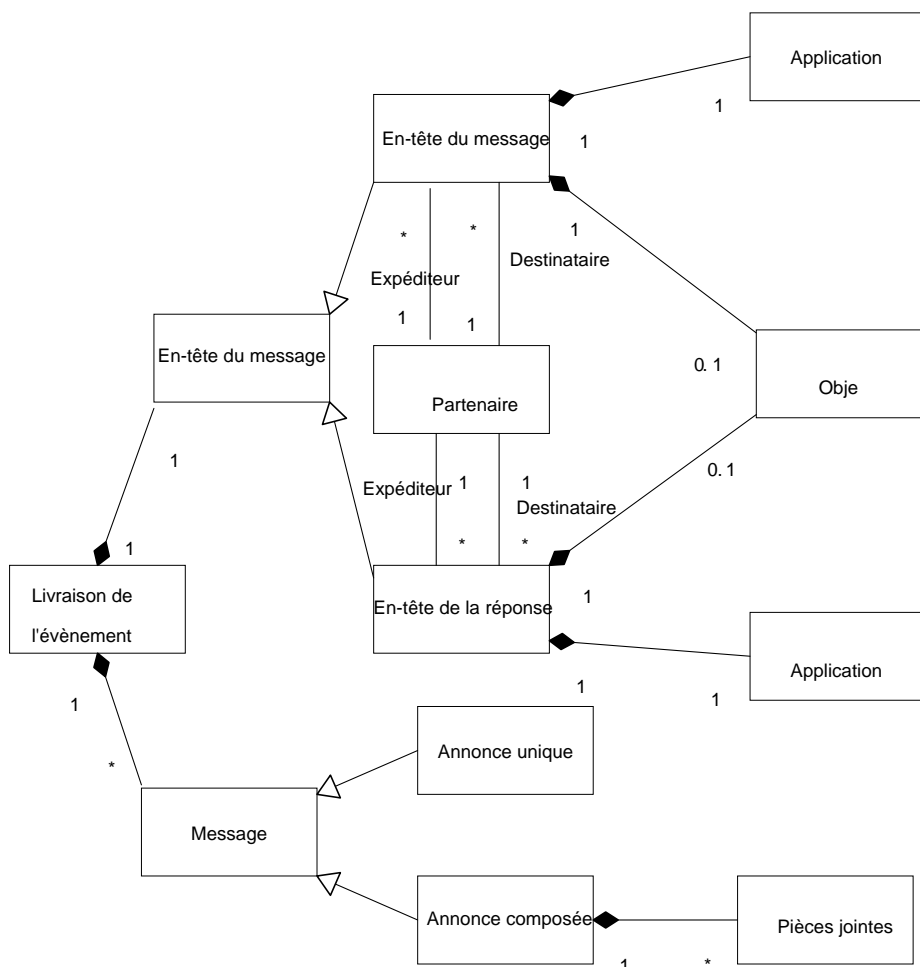 Application
En-tête du message
1
1
1
*
*
Destinataire
Expéditeur
1
1
En-tête du message
0. 1
Partenaire
Obje
1
Expéditeur
1
1
0. 1
Destinataire
1
*
*
Livraison de
l'évènement
En-tête de la réponse
1
Application
1
1
1
Annonce unique
*
Message
Annonce composée
Pièces jointes
1
*